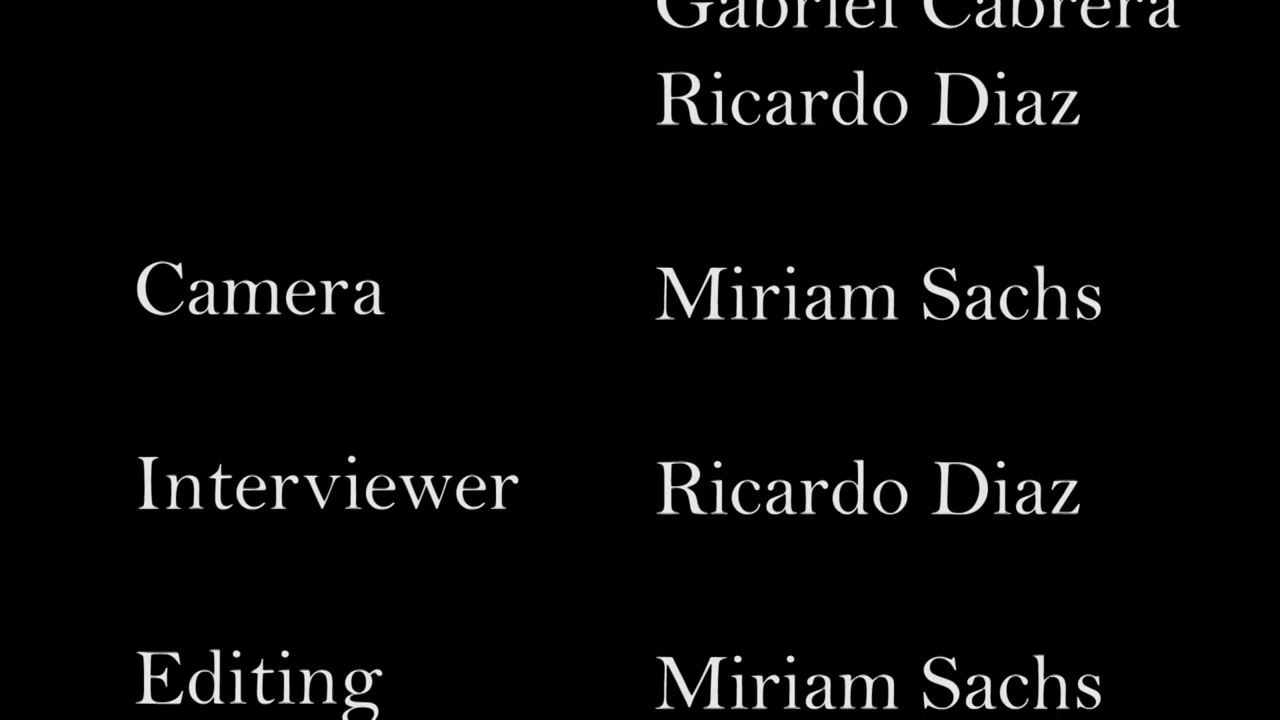 Gabriel Cabrera
Ricardo Diaz
Camera Miriam Sachs
Interviewer Ricardo Diaz
Editing Miriam Sachs